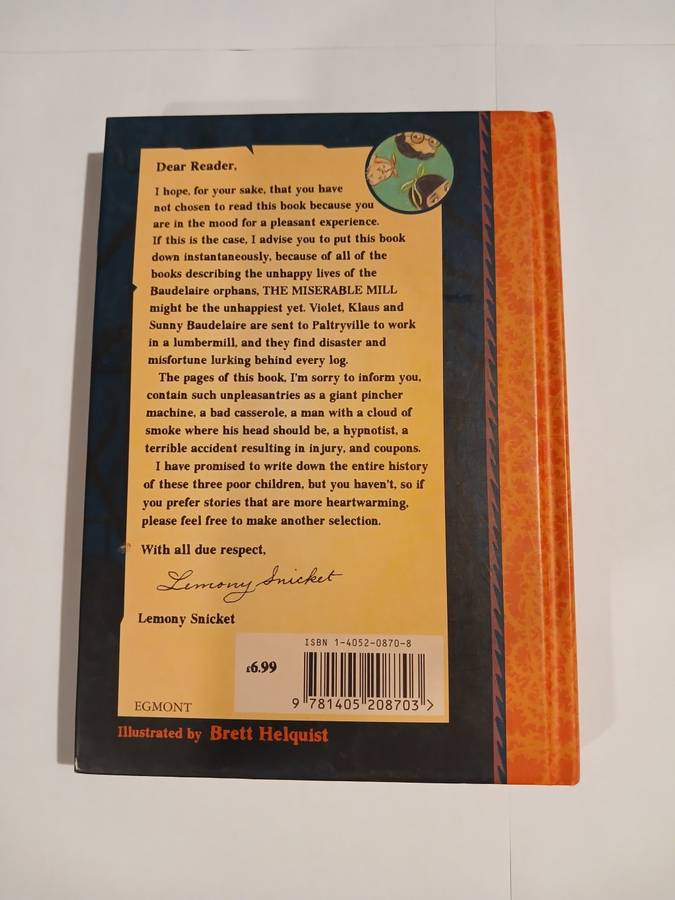 Dear Reader,
I hope, for your sake, that you have
not chosen to read this book because you
are in the mood for a pleasant experience.
If this is the case, I advise you to put this book
down instantaneously, because of all of the
books describing the unhappy lives of the
Baudelaire orphans, THE MISERABLE MILL
might be the unhappiest yet. Violet, Klaus and
Sunny Baudelaire are sent to Paltryville to work
in a lumbermill, and they find disaster and
misfortune lurking behind every log.
The pages of this book, I'm sorry to inform you,
contain such unpleasantries as a giant pincher
machine, a bad casserole, a man with a cloud of
smoke where his head should be, a hypnotist, a
terrible accident resulting in injury, and coupons.
I have promised to write down the entire history
of these three poor children, but you haven't, so if
you prefer stories that are more heartwarming,
please feel free to make another selection.
With all due respect,
Lemony Snicket
Lemony Snicket
ISBN 1-4052-0870-8
£6.99
9 781405 208703 >
EGMONT
Illustrated by Brett Helquist